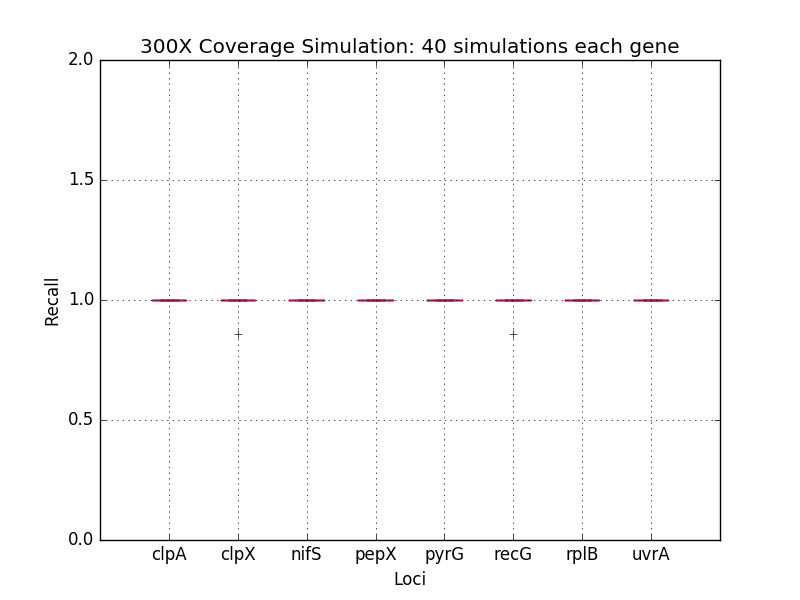 300X Coverage Simulation: 40 simulations each gene
2.0
1.5
1.0
0.5
0.0
Recall
clpA clpX nifS pepX pyrG recG rplB uvrA
Loci